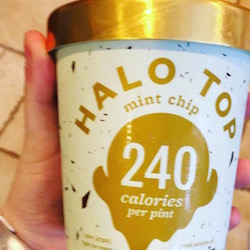 HALO TOP
mint chip
240
calories
per pint